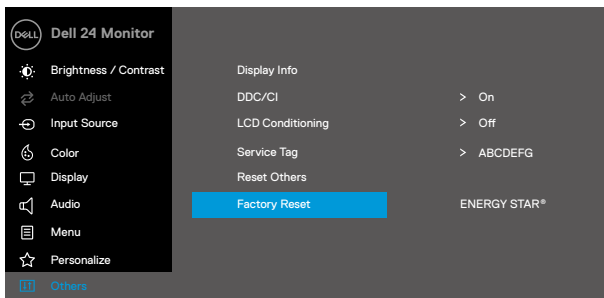 DELL Dell 24 Monitor
Brightness / Contrast Display Info
Auto Adjust DDC/CI > On
Input Source LCD Conditioning > Off
Color Service Tag > ABCDEFG
Display Reset Others
Audio Factory Reset ENERGY STAR®
Menu
Personalize
Others